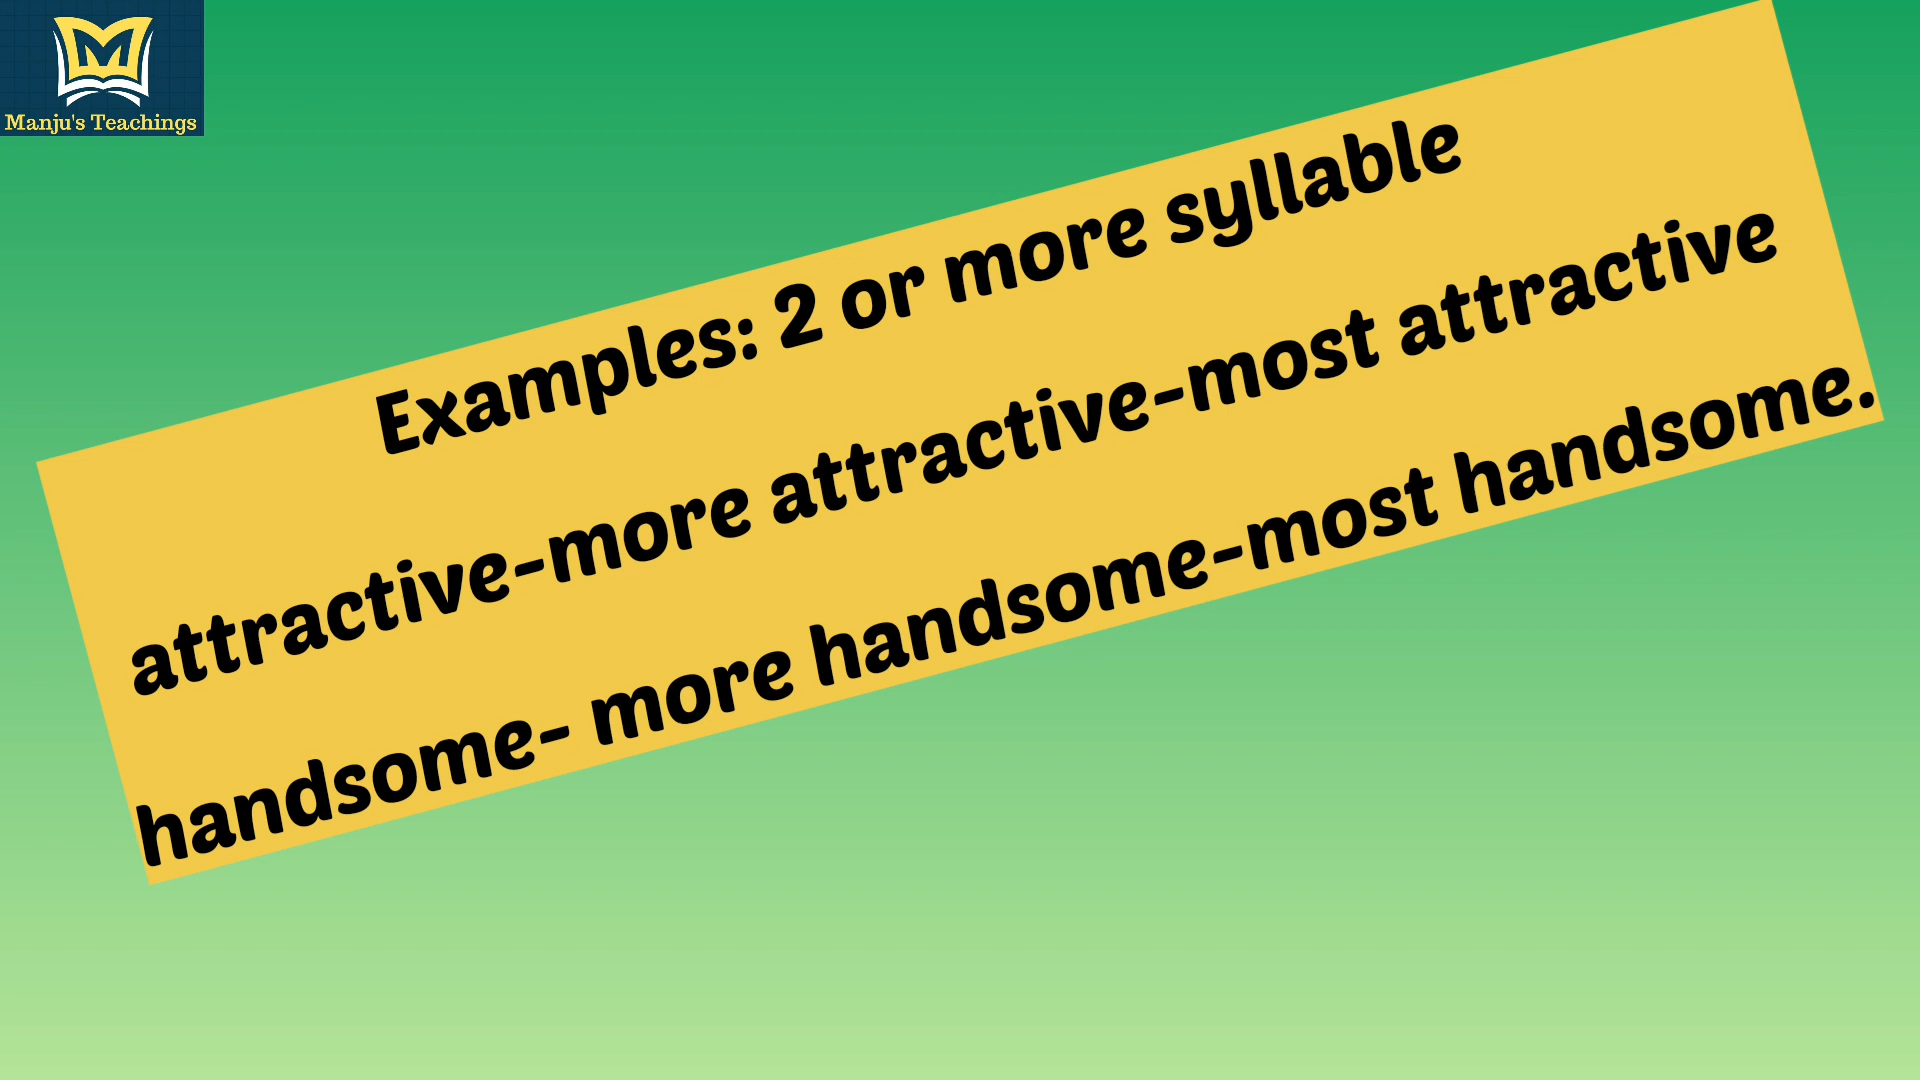 Manju's Teachings
Examples: 2 or more syllable
attractive-more attractive-most attractive
handsome- more handsome-most handsome.